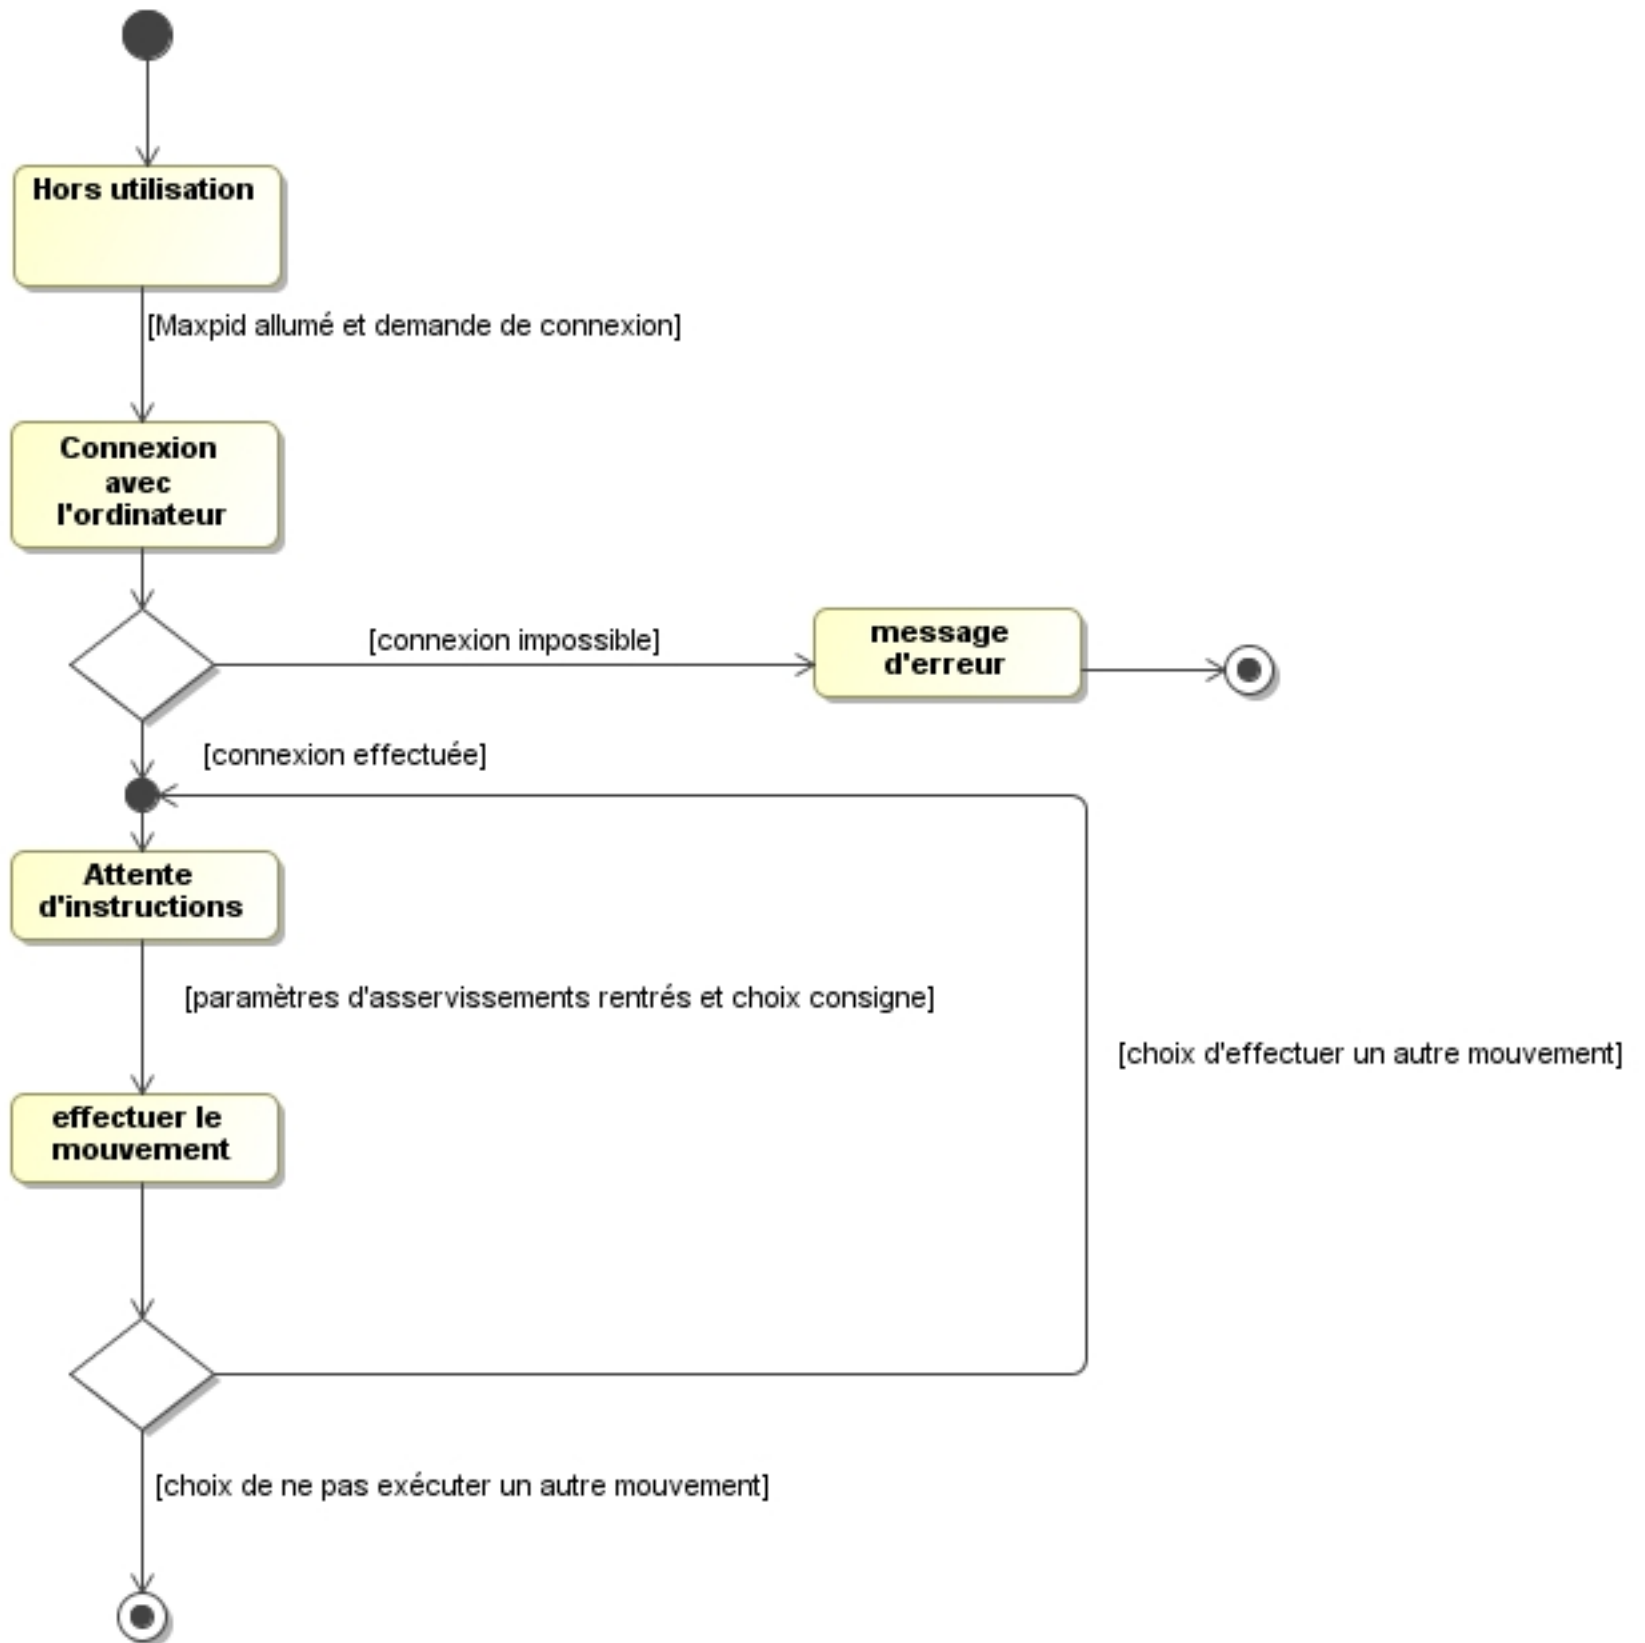 Hors utilisation
[Maxpid allumé et demande de connexion]
Connexion
avec
l'ordinateur
[connexion impossible]
message
d'erreur
[connexion effectuée]
Attente
d'instructions
[paramètres d'asservissements rentrés et choix consigne]
[choix d'effectuer un autre mouvement]
effectuer le
mouvement
[choix de ne pas exécuter un autre mouvement]